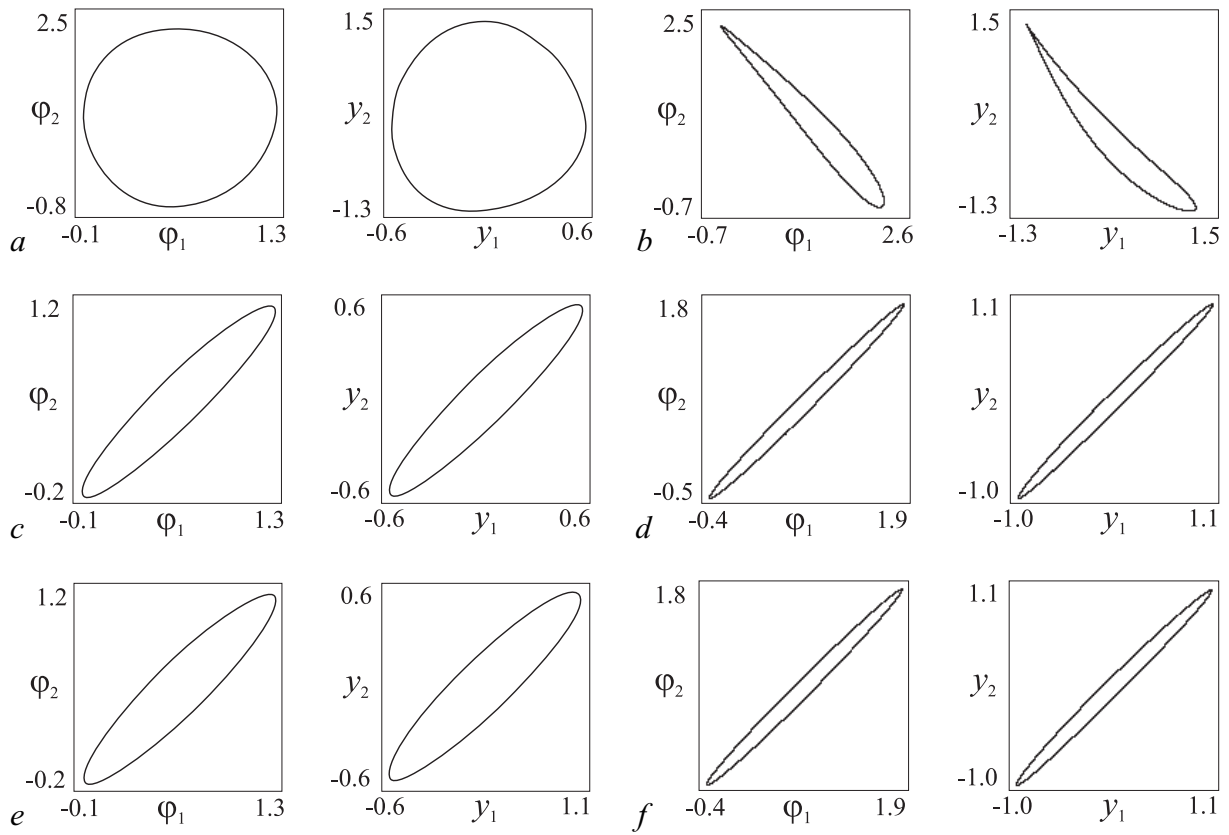 2.5
φ₂
-0.8
-0.1 φ₁ 1.3
a
1.5
y₂
-1.3
-0.6 y₁ 0.6
2.5
φ₂
-0.7
-0.7 φ₁ 2.6
b
1.5
y₂
-1.3
-1.3 y₁ 1.5
1.2
φ₂
-0.2
-0.1 φ₁ 1.3
c
0.6
y₂
-0.6
-0.6 y₁ 0.6
1.8
φ₂
-0.5
-0.4 φ₁ 1.9
d
1.1
y₂
-1.0
-1.0 y₁ 1.1
1.2
φ₂
-0.2
-0.1 φ₁ 1.3
e
0.6
y₂
-0.6
-0.6 y₁ 1.1
1.8
φ₂
-0.4 φ₁ 1.9
f
1.1
y₂
-1.0
-1.0 y₁ 1.1